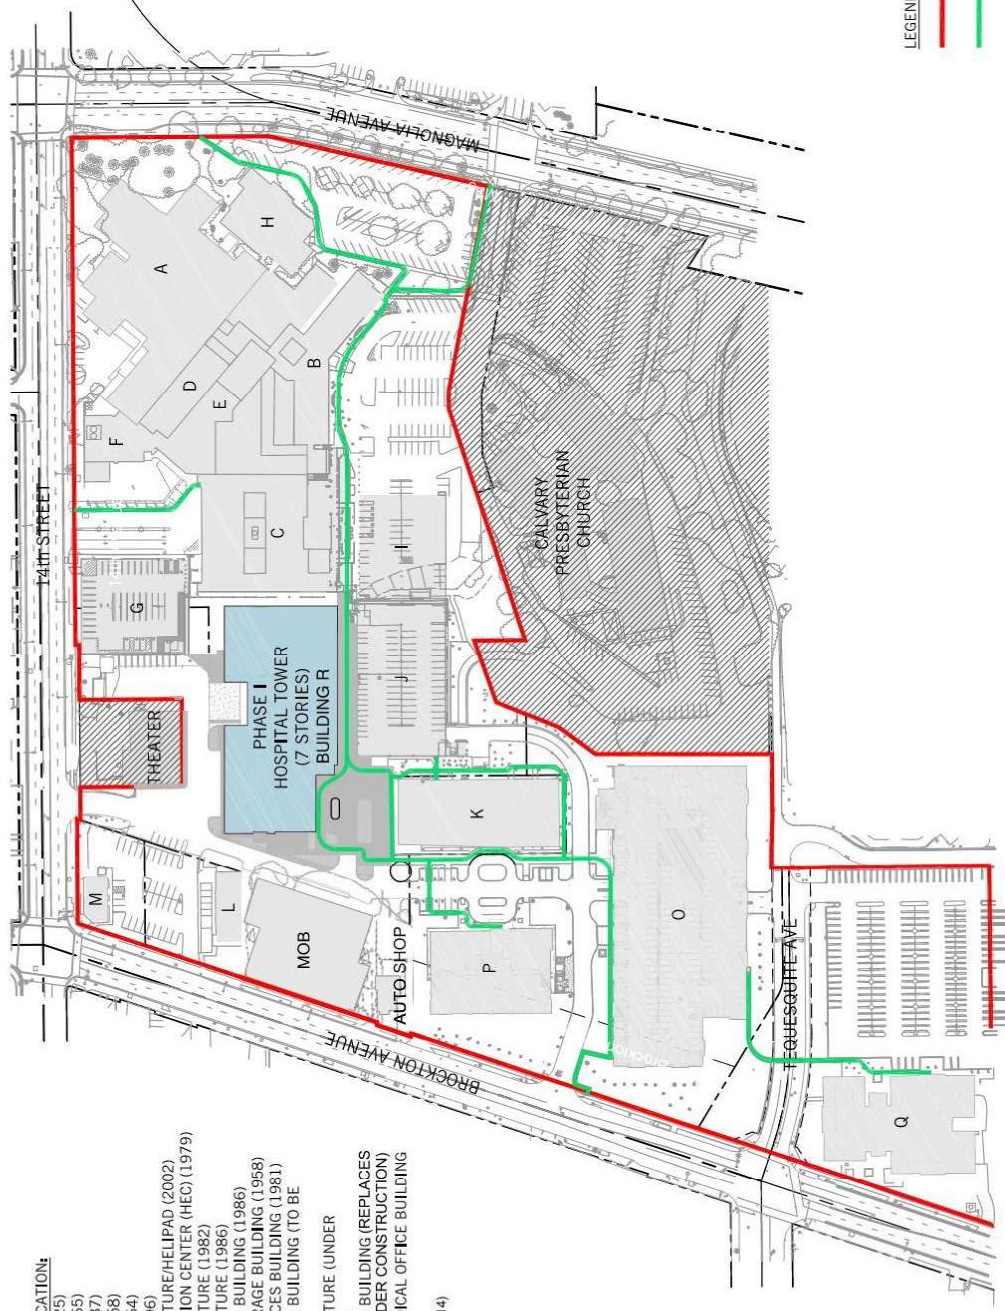 LEGEND
MAGNOLIA AVENUE
14th STREET
A
H
D
E
B
F
C
G
I
J
CALVARY
PRESBYTERIAN
CHURCH
THEATER
PHASE I
HOSPITAL TOWER
(7 STORIES)
BUILDING R
K
M
L
MOB
AUTO SHOP
P
O
TEQUESQUITE AVE
BROCKTON AVENUE
Q
CATION:
TURE/HELIPAD (2002)
ION CENTER (HEC) (1979)
TURE (1982)
TURE (1986)
BUILDING (1986)
AGE BUILDING (1958)
CES BUILDING (1981)
BUILDING (TO BE
TURE (UNDER
BUILDING (REPLACES
DER CONSTRUCTION)
ICAL OFFICE BUILDING